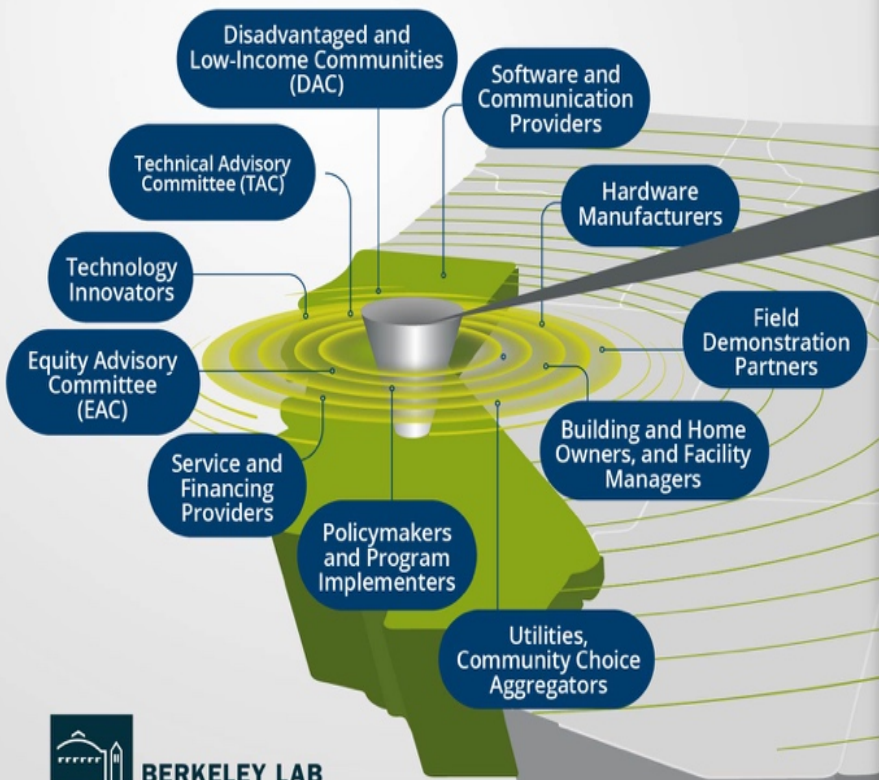 Disadvantaged and
Low-Income Communities
(DAC)
Software and
Communication
Providers
Technical Advisory
Committee (TAC)
Hardware
Manufacturers
Technology
Innovators
Field
Demonstration
Partners
Equity Advisory
Committee
(EAC)
Building and Home
Owners, and Facility
Managers
Service and
Financing
Providers
Policymakers
and Program
Implementers
Utilities,
Community Choice
Aggregators
BERKELEY LAB